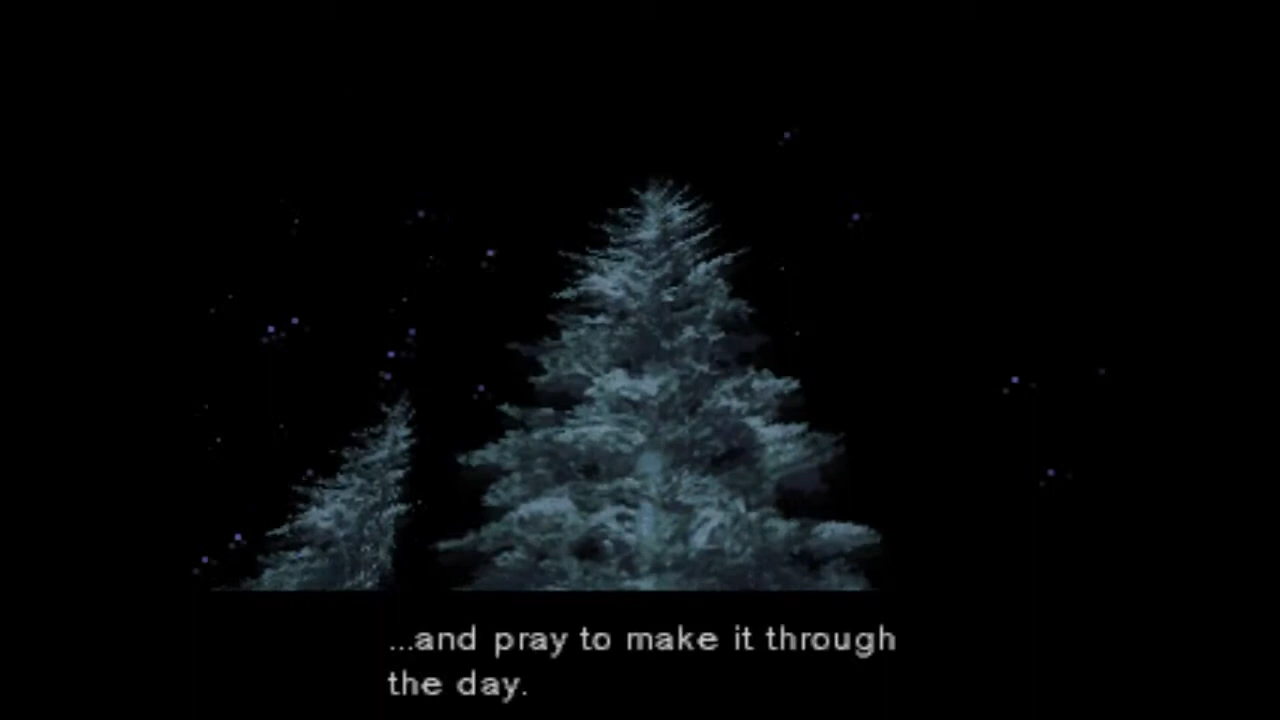 ...and pray to make it through
the day.